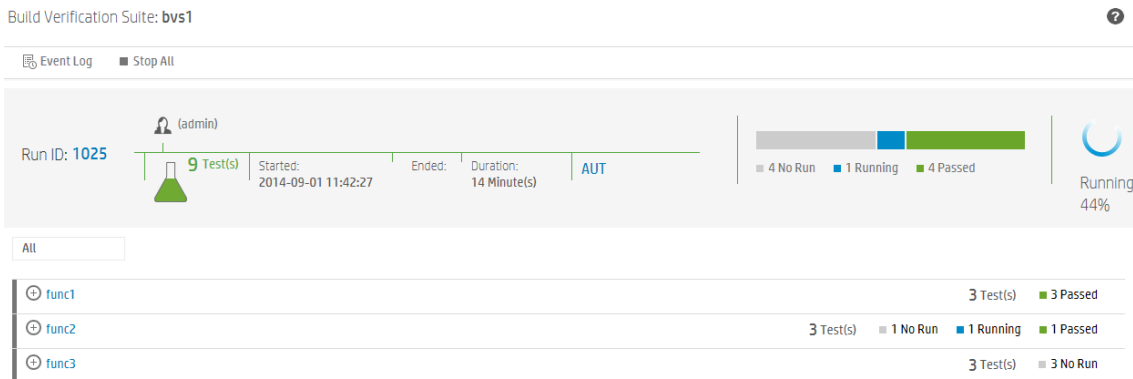 Build Verification Suite: bvs1
?
Event Log Stop All
(admin)
Run ID: 1025
9 Test(s)
Started:
2014-09-01 11:42:27
Ended:
Duration:
14 Minute(s)
AUT
4 No Run 1 Running 4 Passed
Running
44%
All
func1 3 Test(s) 3 Passed
func2 3 Test(s) 1 No Run 1 Running 1 Passed
func3 3 Test(s) 3 No Run